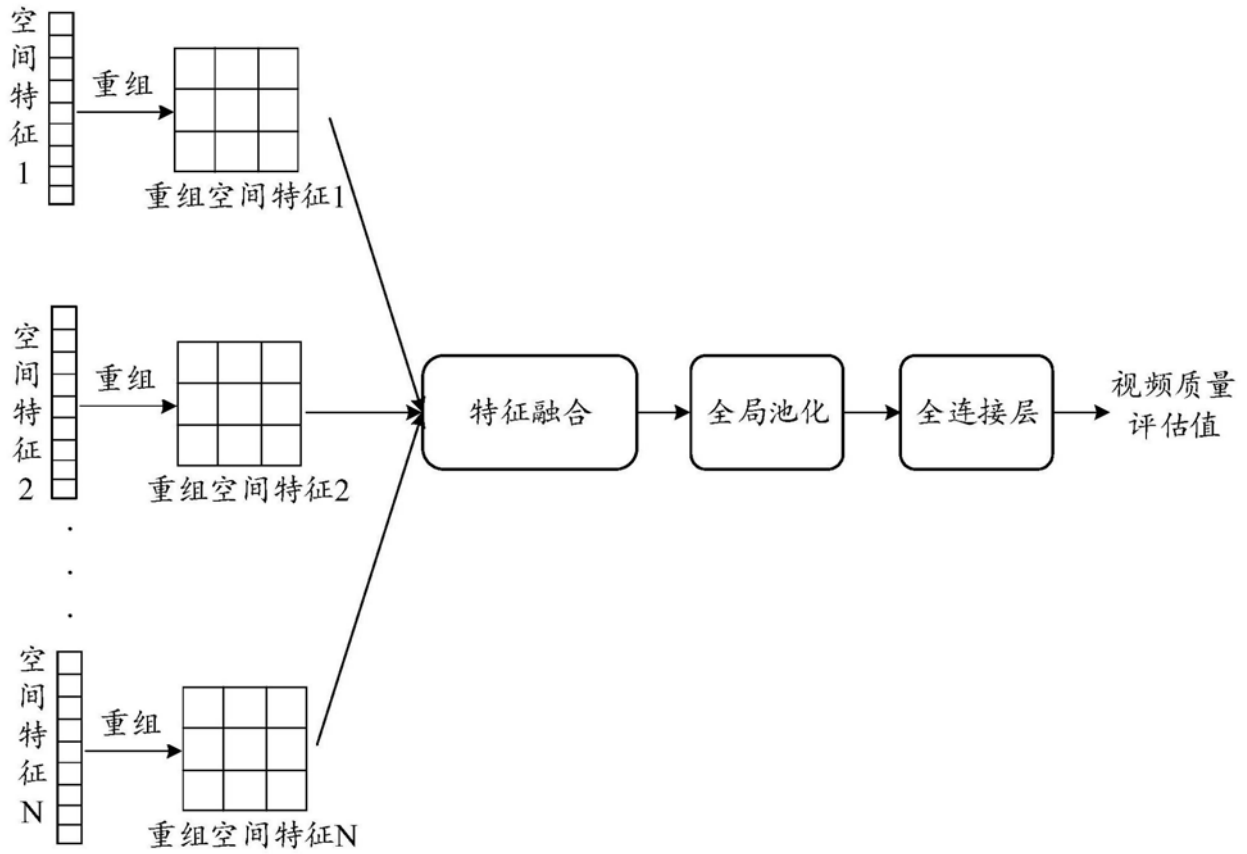 空间特征1
重组
重组空间特征1
空间特征2
重组
重组空间特征2
特征融合
全局池化
全连接层
视频质量
评估值
空间特征N
重组
重组空间特征N